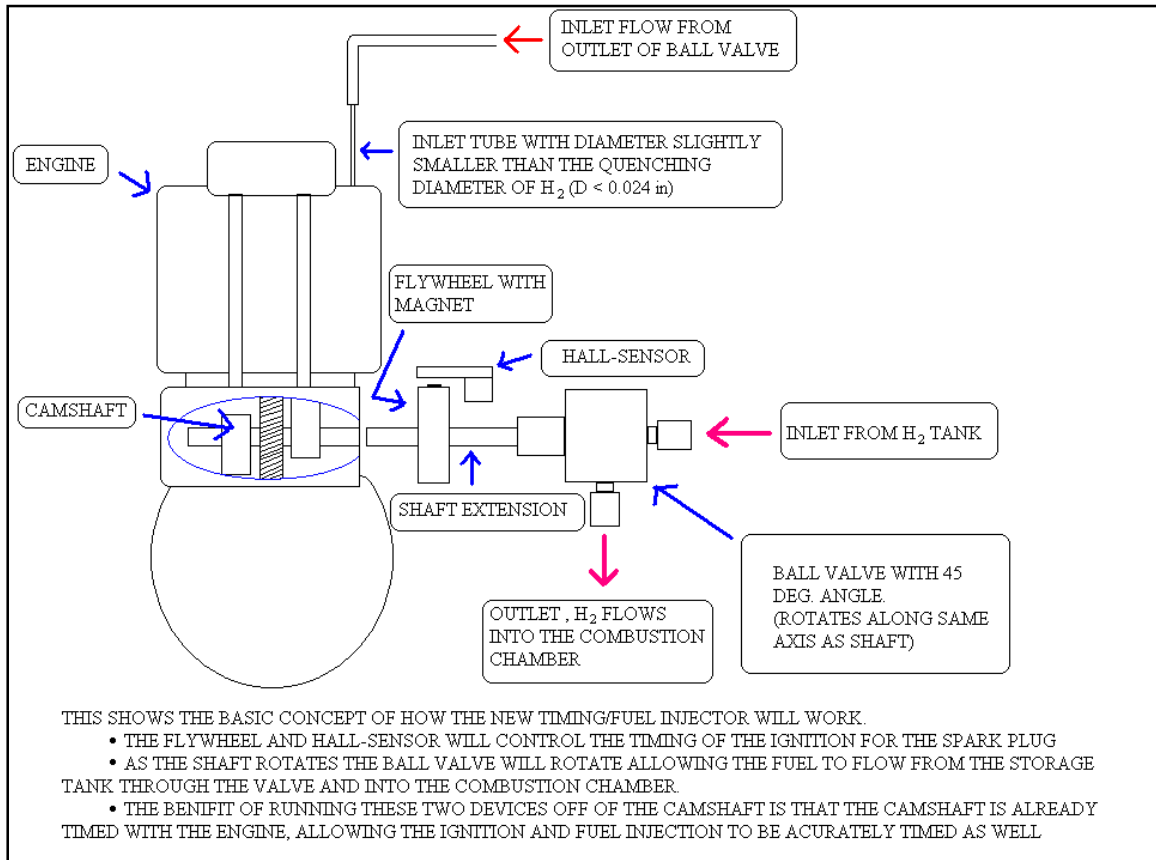 INLET FLOW FROM
OUTLET OF BALL VALVE
INLET TUBE WITH DIAMETER SLIGHTLY
SMALLER THAN THE QUENCHING
DIAMETER OF H₂ (D < 0.024 in)
ENGINE
FLYWHEEL WITH
MAGNET
HALL-SENSOR
CAMSHAFT
INLET FROM H₂ TANK
SHAFT EXTENSION
BALL VALVE WITH 45
DEG. ANGLE.
(ROTATES ALONG SAME
AXIS AS SHAFT)
OUTLET , H₂ FLOWS
INTO THE COMBUSTION
CHAMBER
THIS SHOWS THE BASIC CONCEPT OF HOW THE NEW TIMING/FUEL INJECTOR WILL WORK.
• THE FLYWHEEL AND HALL-SENSOR WILL CONTROL THE TIMING OF THE IGNITION FOR THE SPARK PLUG
• AS THE SHAFT ROTATES THE BALL VALVE WILL ROTATE ALLOWING THE FUEL TO FLOW FROM THE STORAGE
TANK THROUGH THE VALVE AND INTO THE COMBUSTION CHAMBER.
• THE BENIFIT OF RUNNING THESE TWO DEVICES OFF OF THE CAMSHAFT IS THAT THE CAMSHAFT IS ALREADY
TIMED WITH THE ENGINE, ALLOWING THE IGNITION AND FUEL INJECTION TO BE ACURATELY TIMED AS WELL